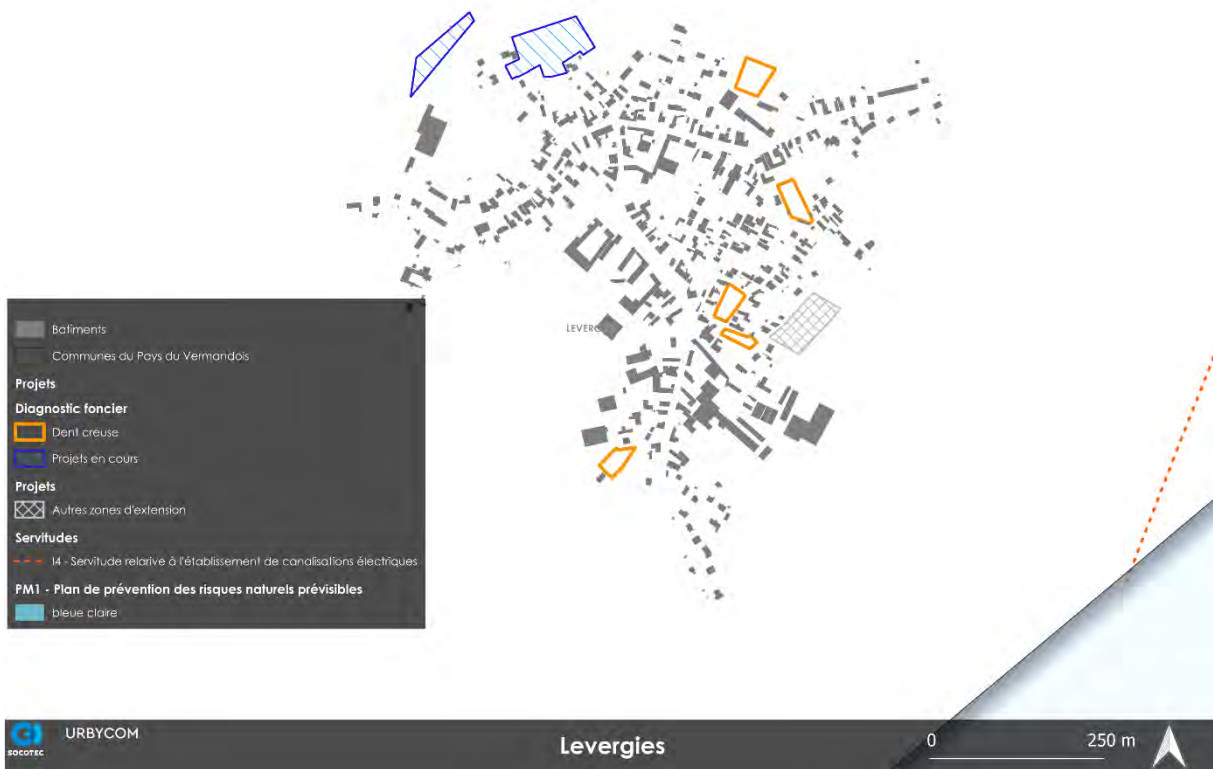 LEVERG
Batiments
Communes du Pays du Vermandois
Projets
Diagnostic foncier
Dent creuse
Projets en cours
Projets
Autres zones d'extension
Servitudes
I4 - Servitude relative à l'établissement de canalisations électriques
PM1 - Plan de prévention des risques naturels prévisibles
bleue claire
SOCOTEC
URBYCOM
Levergies
0 250 m